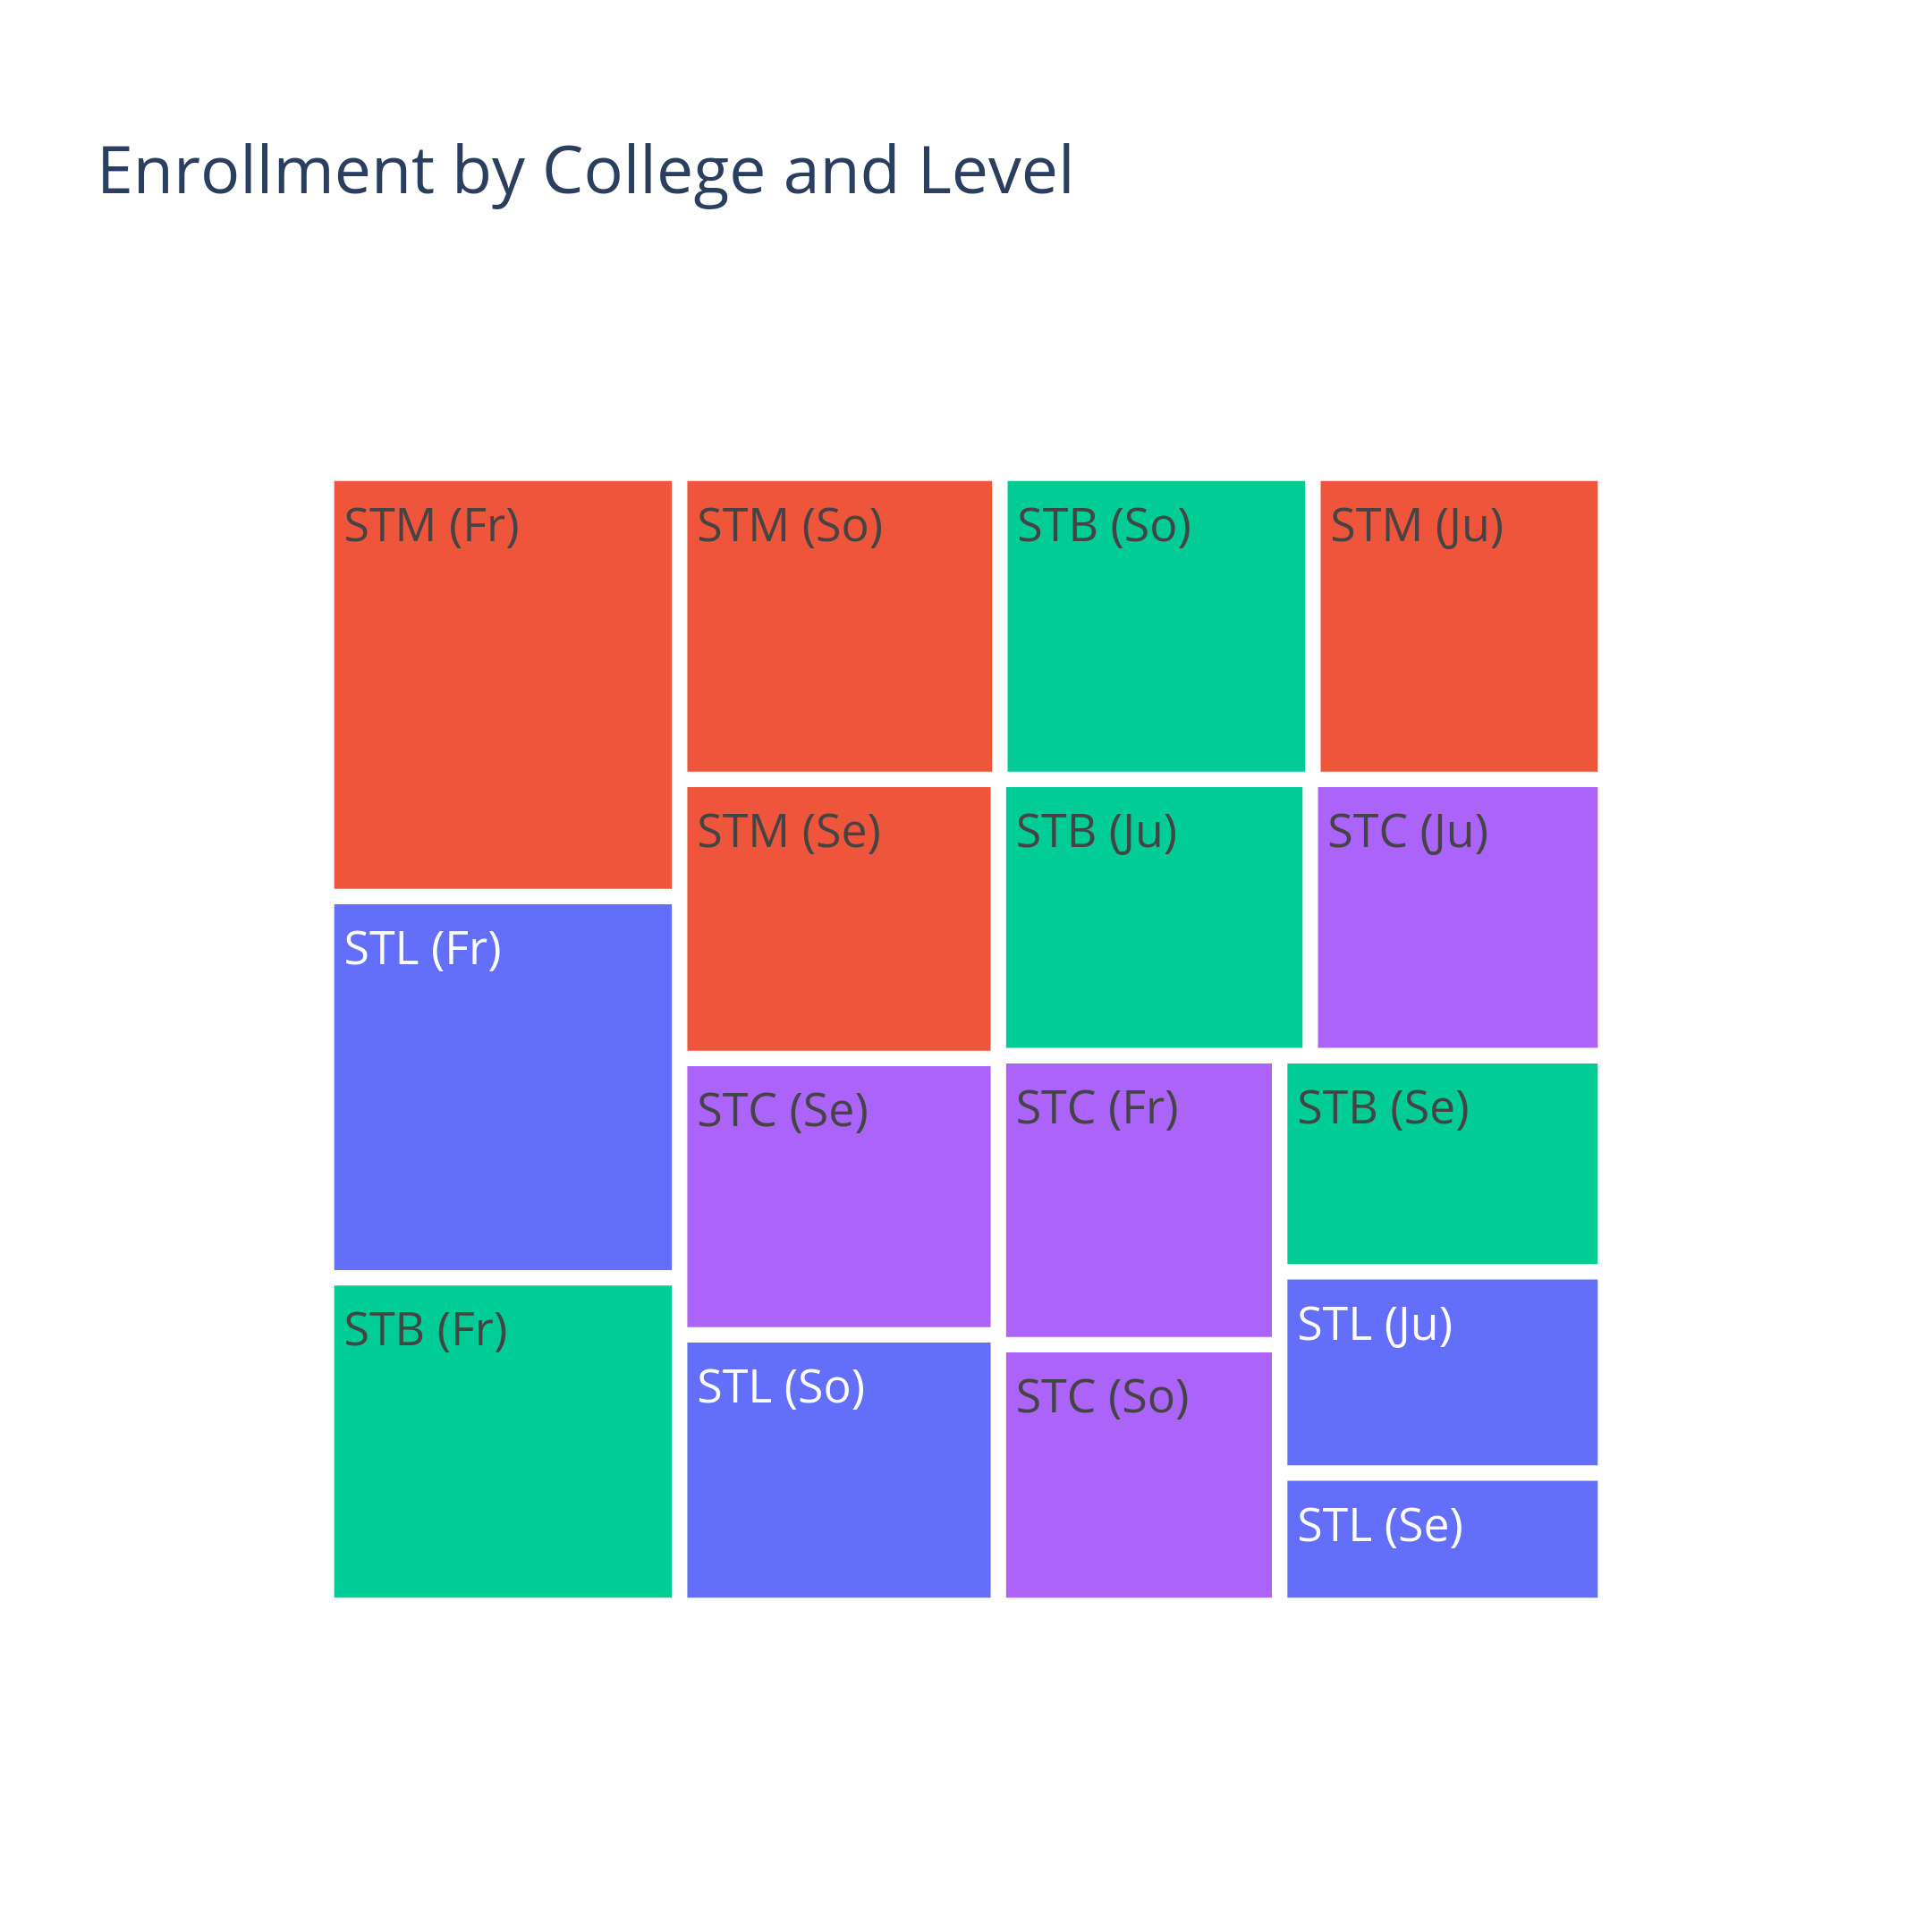 Enrollment by College and Level
STM (Fr)
STM (So)
STB (So)
STM (Ju)
STM (Se)
STB (Ju)
STC (Ju)
STL (Fr)
STC (Se)
STC (Fr)
STB (Se)
STB (Fr)
STL (So)
STC (So)
STL (Ju)
STL (Se)